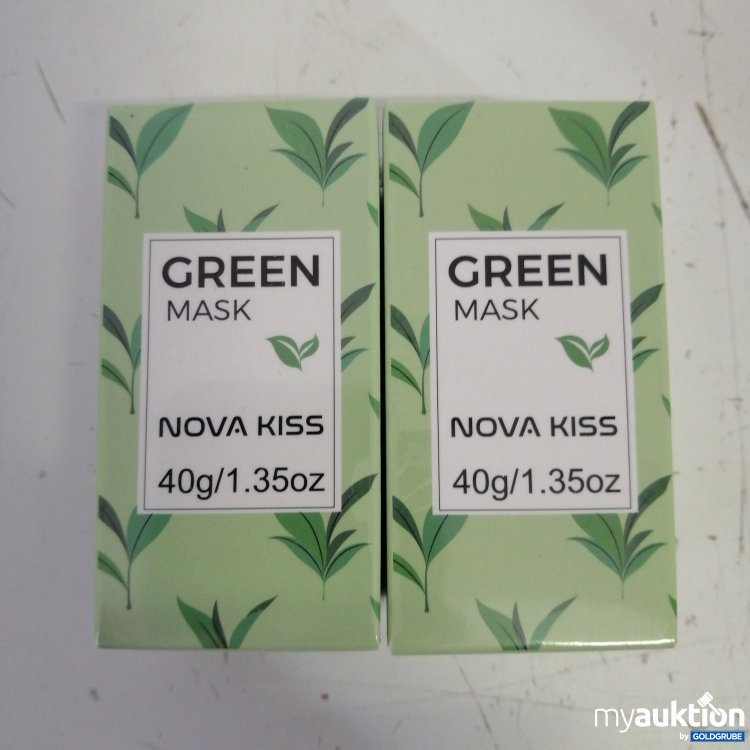 GREEN
MASK
NOVA KISS
40g/1.35oz
GREEN
MASK
NOVA KISS
40g/1.35oz
myauktion
by GOLDGRUBE